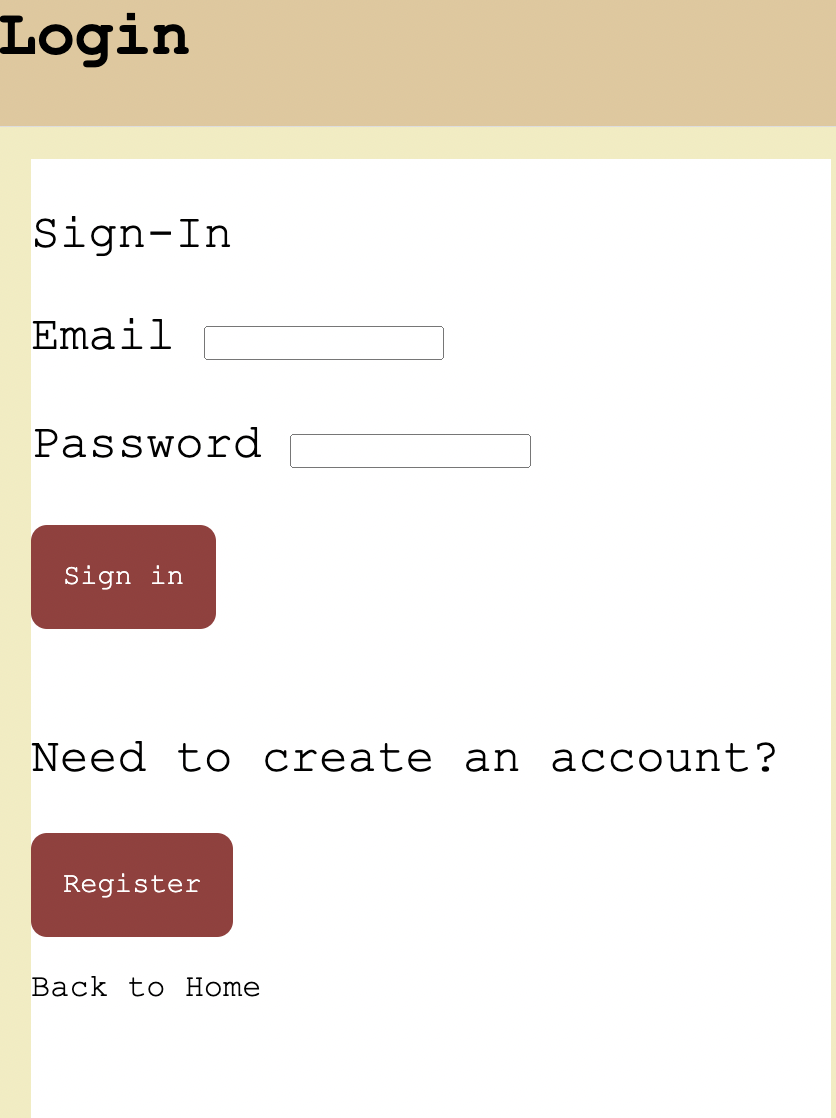 Login
Sign-In
Email
Password
Sign in
Need to create an account?
Register
Back to Home